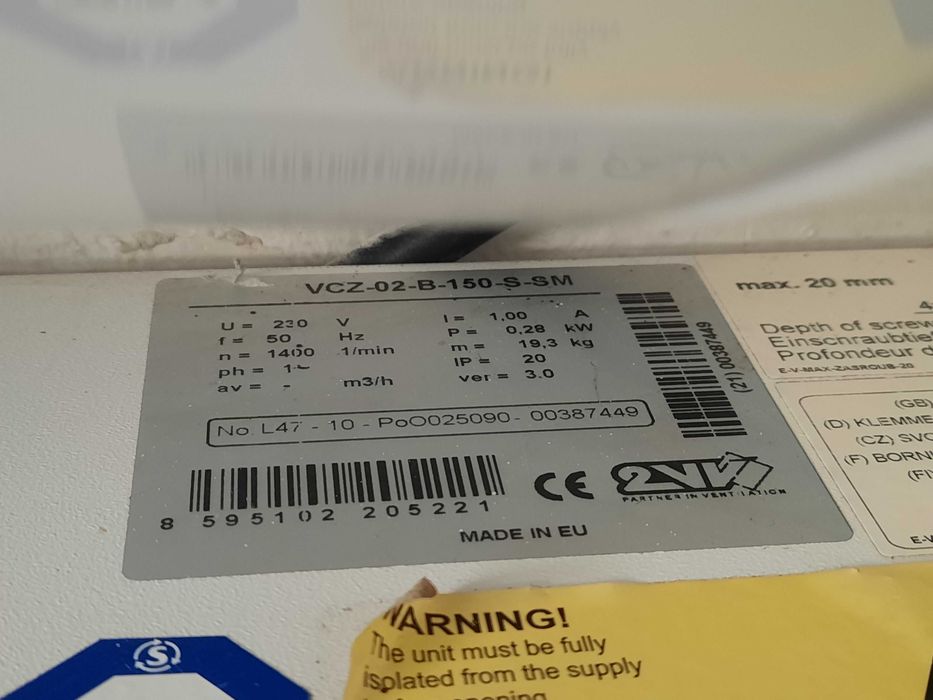 VCZ-02-B-150-S-SM
U = 230 V I = 1,00 A
f = 50 Hz P = 0,28 kW
n = 1400 1/min m = 19,3 kg
ph = 1~ IP = 20
av = - m3/h ver = 3.0
No. L47 - 10 - PoO025090 - 00387449
(21)00387449
8 595102 205221
CE
2VV
PARTNER IN VENTILATION
MADE IN EU
max. 20 mm
Depth of screw
Einschraubtie
Profondeur d
E-V-MAX-ZASROUB-20
(GB)
(D) KLEMME
(CZ) SVO
(F) BORNI
(FI
E-V
WARNING!
The unit must be fully
isolated from the supply
opening
S